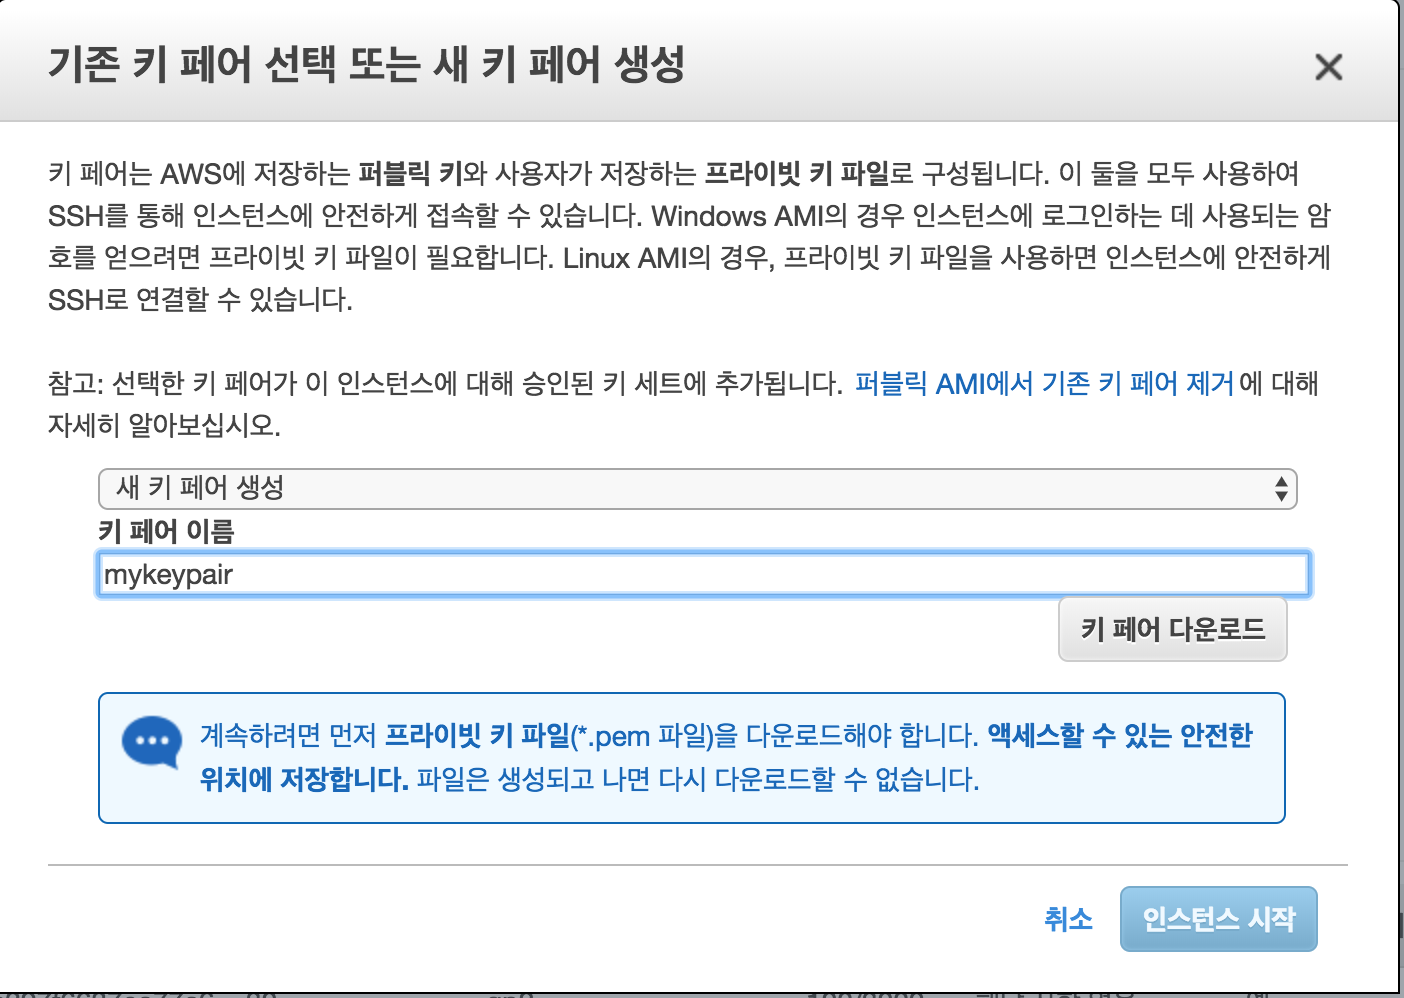 기존 키 페어 선택 또는 새 키 페어 생성
키 페어는 AWS에 저장하는 퍼블릭 키와 사용자가 저장하는 프라이빗 키 파일로 구성됩니다. 이 둘을 모두 사용하여
SSH를 통해 인스턴스에 안전하게 접속할 수 있습니다. Windows AMI의 경우 인스턴스에 로그인하는 데 사용되는 암
호를 얻으려면 프라이빗 키 파일이 필요합니다. Linux AMI의 경우, 프라이빗 키 파일을 사용하면 인스턴스에 안전하게
SSH로 연결할 수 있습니다.
참고: 선택한 키 페어가 이 인스턴스에 대해 승인된 키 세트에 추가됩니다. 퍼블릭 AMI에서 기존 키 페어 제거에 대해
자세히 알아보십시오.
새 키 페어 생성
키 페어 이름
mykeypair
키 페어 다운로드
계속하려면 먼저 프라이빗 키 파일(*.pem 파일)을 다운로드해야 합니다. 액세스할 수 있는 안전한
위치에 저장합니다. 파일은 생성되고 나면 다시 다운로드할 수 없습니다.
취소
인스턴스 시작